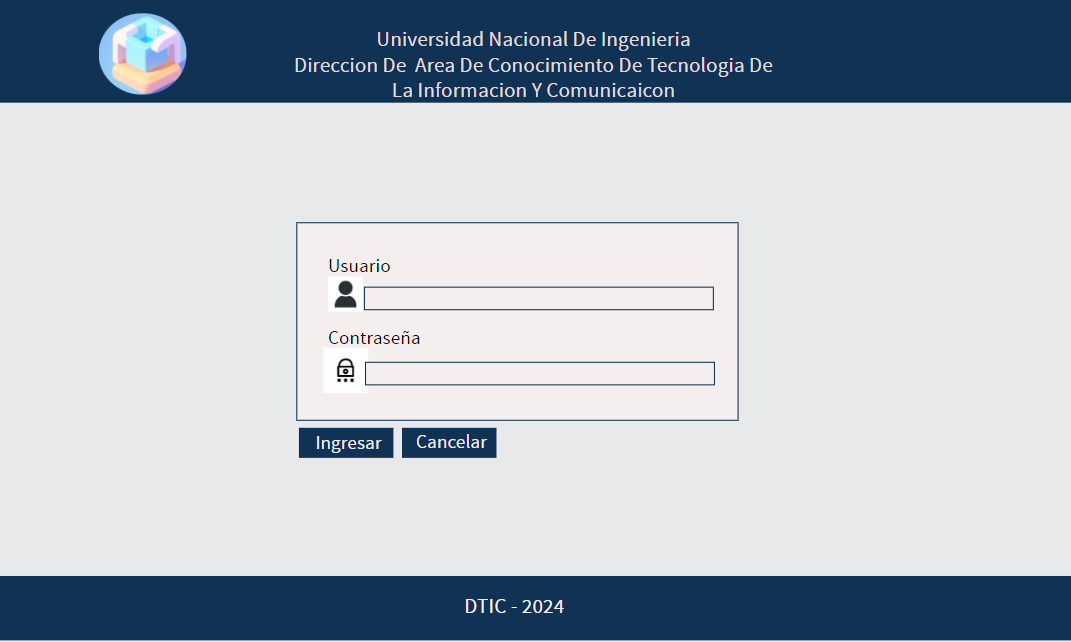 Universidad Nacional De Ingenieria
Direccion De Area De Conocimiento De Tecnologia De
La Informacion Y Comunicaicon
Usuario
Contraseña
Ingresar
Cancelar
DTIC - 2024